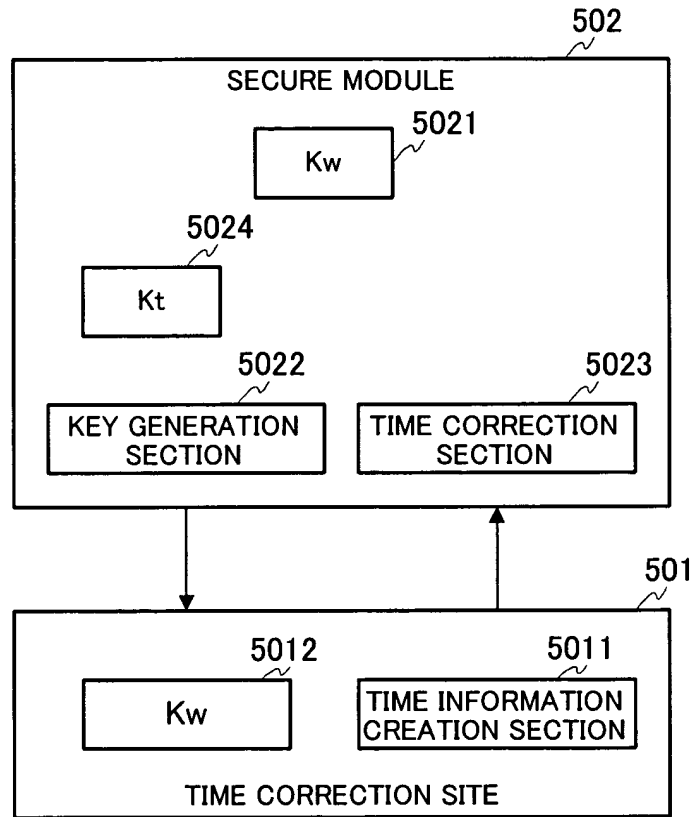 502
SECURE MODULE
5021
Kw
5024
Kt
5022
KEY GENERATION
SECTION
5023
TIME CORRECTION
SECTION
501
5012
Kw
5011
TIME INFORMATION
CREATION SECTION
TIME CORRECTION SITE